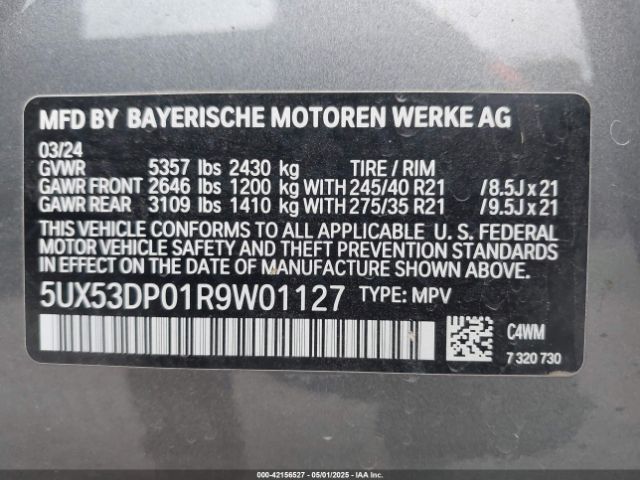 MFD BY BAYERISCHE MOTOREN WERKE AG
03/24
GVWR 5357 lbs 2430 kg TIRE / RIM
GAWR FRONT 2646 lbs 1200 kg WITH 245/40 R21 /8.5J x 21
GAWR REAR 3109 lbs 1410 kg WITH 275/35 R21 /9.5J x 21
THIS VEHICLE CONFORMS TO ALL APPLICABLE U. S. FEDERAL
MOTOR VEHICLE SAFETY AND THEFT PREVENTION STANDARDS
IN EFFECT ON THE DATE OF MANUFACTURE SHOWN ABOVE.
5UX53DP01R9W01127 TYPE: MPV
C4WM
7 320 730
000-42156527 - 05/01/2025 - IAA Inc.